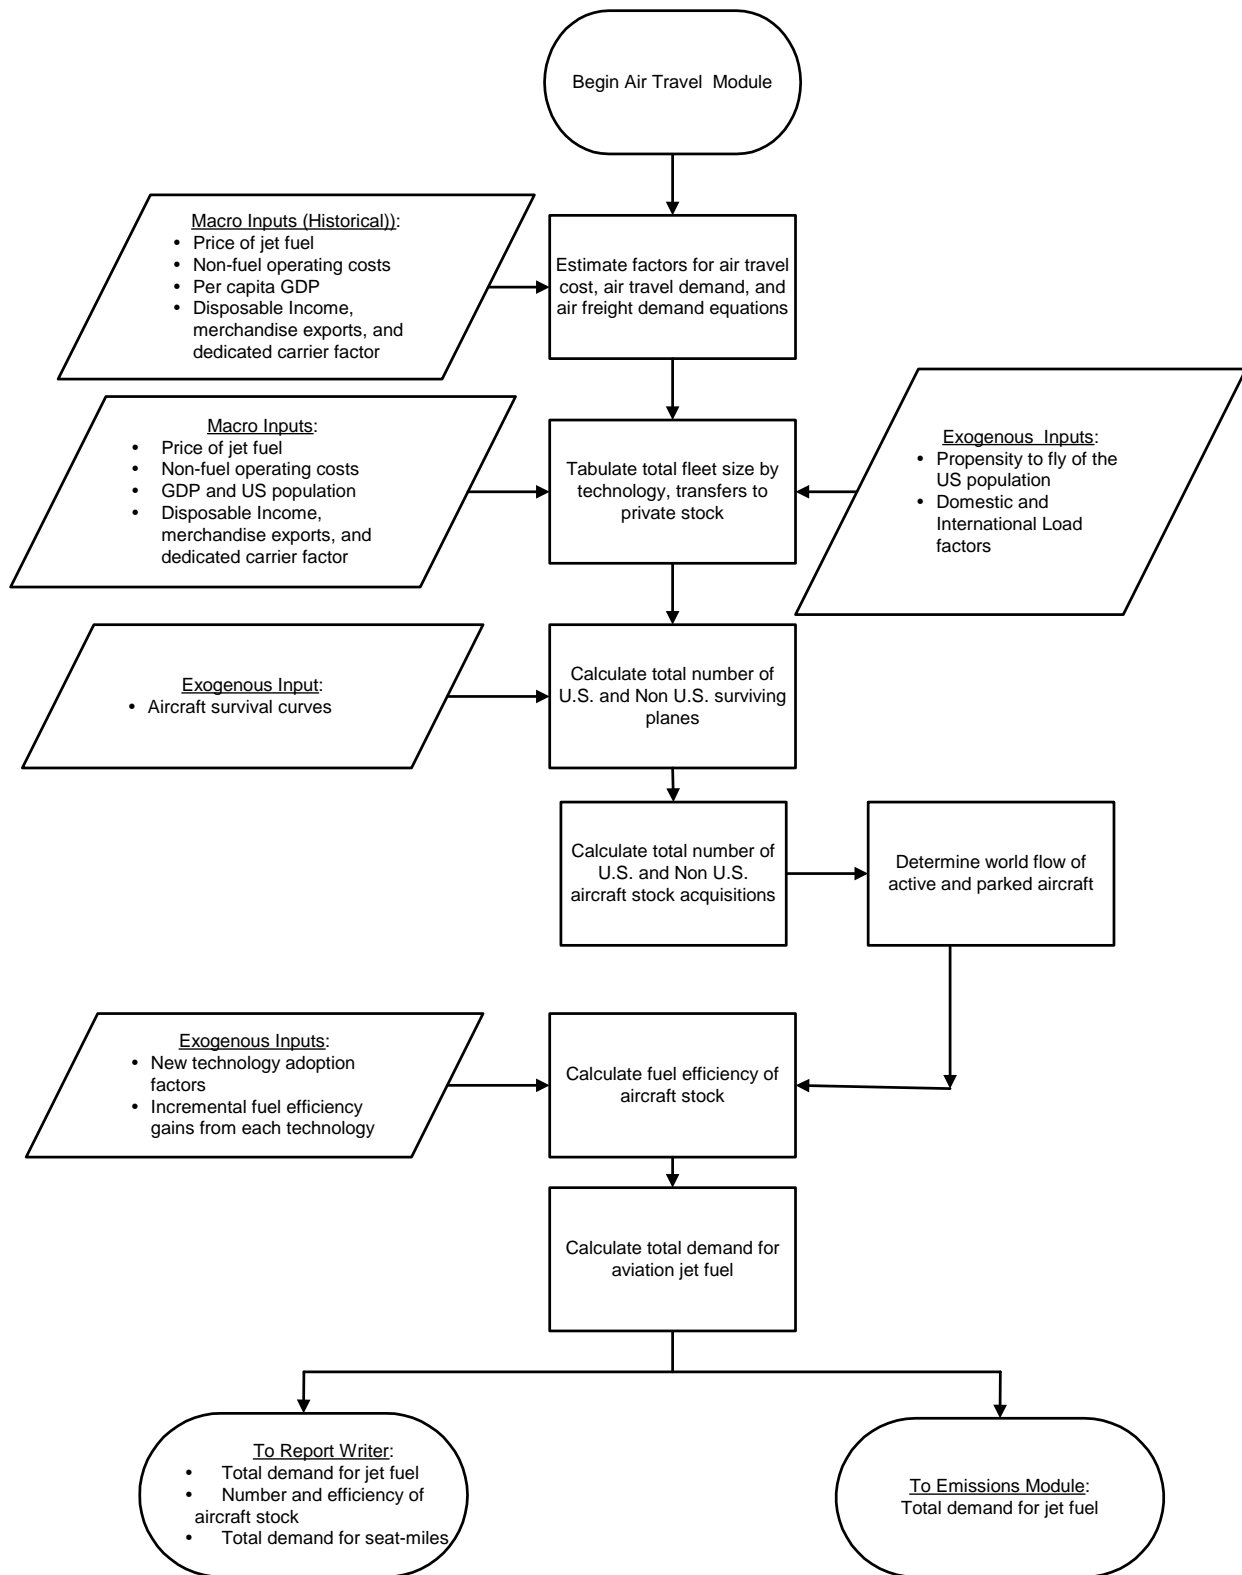 Begin Air Travel  Module
Macro Inputs (Historical)):
• Price of jet fuel
• Non-fuel operating costs
• Per capita GDP
• Disposable Income,
merchandise exports, and
dedicated carrier factor
Estimate factors for air travel
cost, air travel demand, and
air freight demand equations
Macro Inputs:
• Price of jet fuel
• Non-fuel operating costs
• GDP and US population
• Disposable Income,
merchandise exports, and
dedicated carrier factor
Tabulate total fleet size by
technology, transfers to
private stock
Exogenous  Inputs:
• Propensity to fly of the
US population
• Domestic and
International Load
factors
Exogenous Input:
• Aircraft survival curves
Calculate total number of
U.S. and Non U.S. surviving
planes
Calculate total number of
U.S. and Non U.S.
aircraft stock acquisitions
Determine world flow of
active and parked aircraft
Exogenous Inputs:
• New technology adoption
factors
• Incremental fuel efficiency
gains from each technology
Calculate fuel efficiency of
aircraft stock
Calculate total demand for
aviation jet fuel
To Report Writer:
• Total demand for jet fuel
• Number and efficiency of
aircraft stock
• Total demand for seat-miles
To Emissions Module:
Total demand for jet fuel